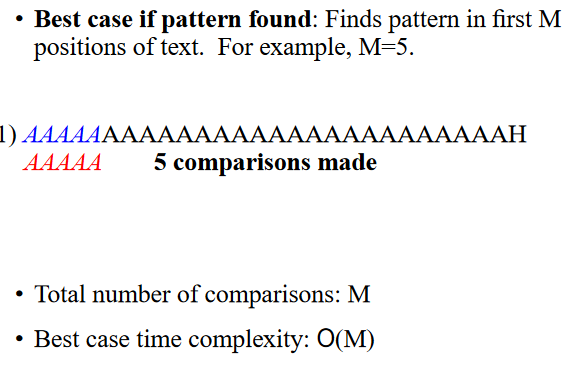 • Best case if pattern found: Finds pattern in first M
positions of text. For example, M=5.
1) AAAAAAAAAAAAAAAAAAAAAAAAAAAH
AAAAA 5 comparisons made
• Total number of comparisons: M
• Best case time complexity: O(M)